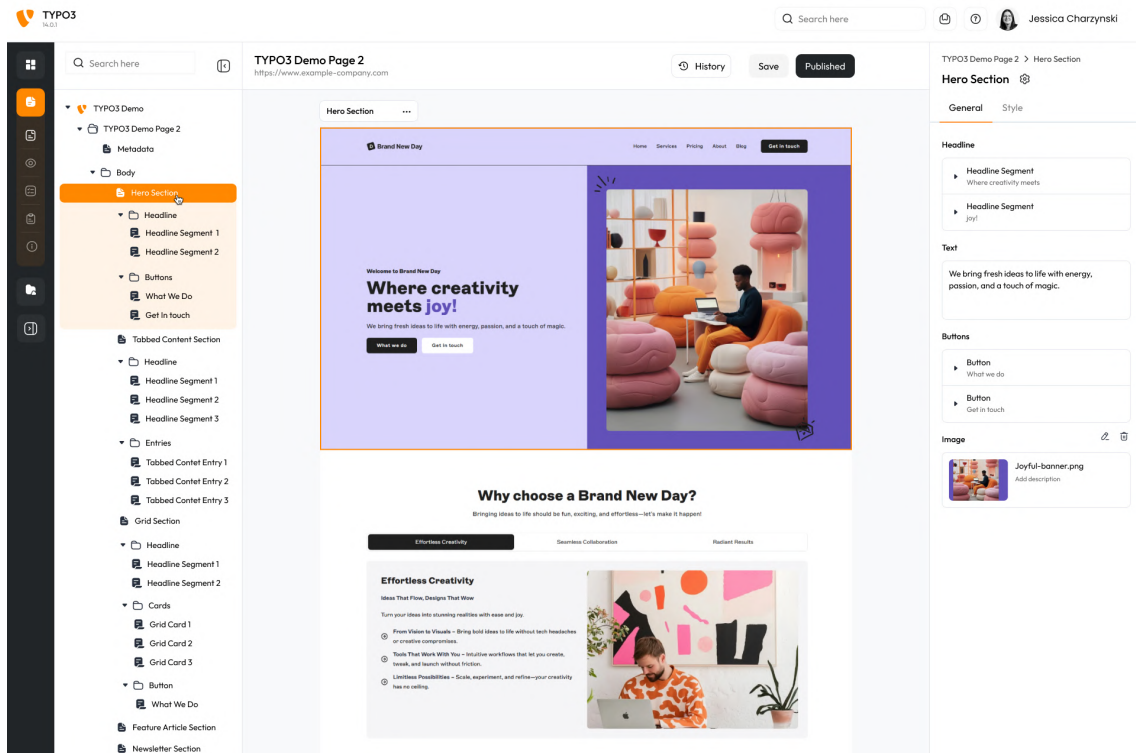 TYPO3
14.0.1
Search here
Jessica Charzynski
Search here
TYPO3 Demo
TYPO3 Demo Page 2
Metadata
Body
Hero Section
Headline
Headline Segment 1
Headline Segment 2
Buttons
What We Do
Get In touch
Tabbed Content Section
Headline
Headline Segment 1
Headline Segment 2
Headline Segment 3
Entries
Tabbed Contet Entry 1
Tabbed Contet Entry 2
Tabbed Contet Entry 3
Grid Section
Headline
Headline Segment 1
Headline Segment 2
Cards
Grid Card 1
Grid Card 2
Grid Card 3
Button
What We Do
Feature Article Section
Newsletter Section
TYPO3 Demo Page 2
https://www.example-company.com
History
Save
Published
Hero Section
Brand New Day
Home Services Pricing About Blog Get in touch
Welcome to Brand New Day
Where creativity
meets joy!
We bring fresh ideas to life with energy, passion, and a touch of magic.
What we do Get in touch
Why choose a Brand New Day?
Bringing ideas to life should be fun, exciting, and effortless—let's make it happen!
Effortless Creativity Seamless Collaboration Radiant Results
Effortless Creativity
Ideas That Flow, Designs That Wow
Turn your ideas into stunning realities with ease and joy.
From Vision to Visuals – Bring bold ideas to life without tech headaches
or creative compromises.
Tools That Work With You – Intuitive workflows that let you create,
tweak, and launch without friction.
Limitless Possibilities – Scale, experiment, and refine—your creativity
has no ceiling.
TYPO3 Demo Page 2 > Hero Section
Hero Section
General Style
Headline
Headline Segment
Where creativity meets
Headline Segment
joy!
Text
We bring fresh ideas to life with energy,
passion, and a touch of magic.
Buttons
Button
What we do
Button
Get in touch
Image
Joyful-banner.png
Add description